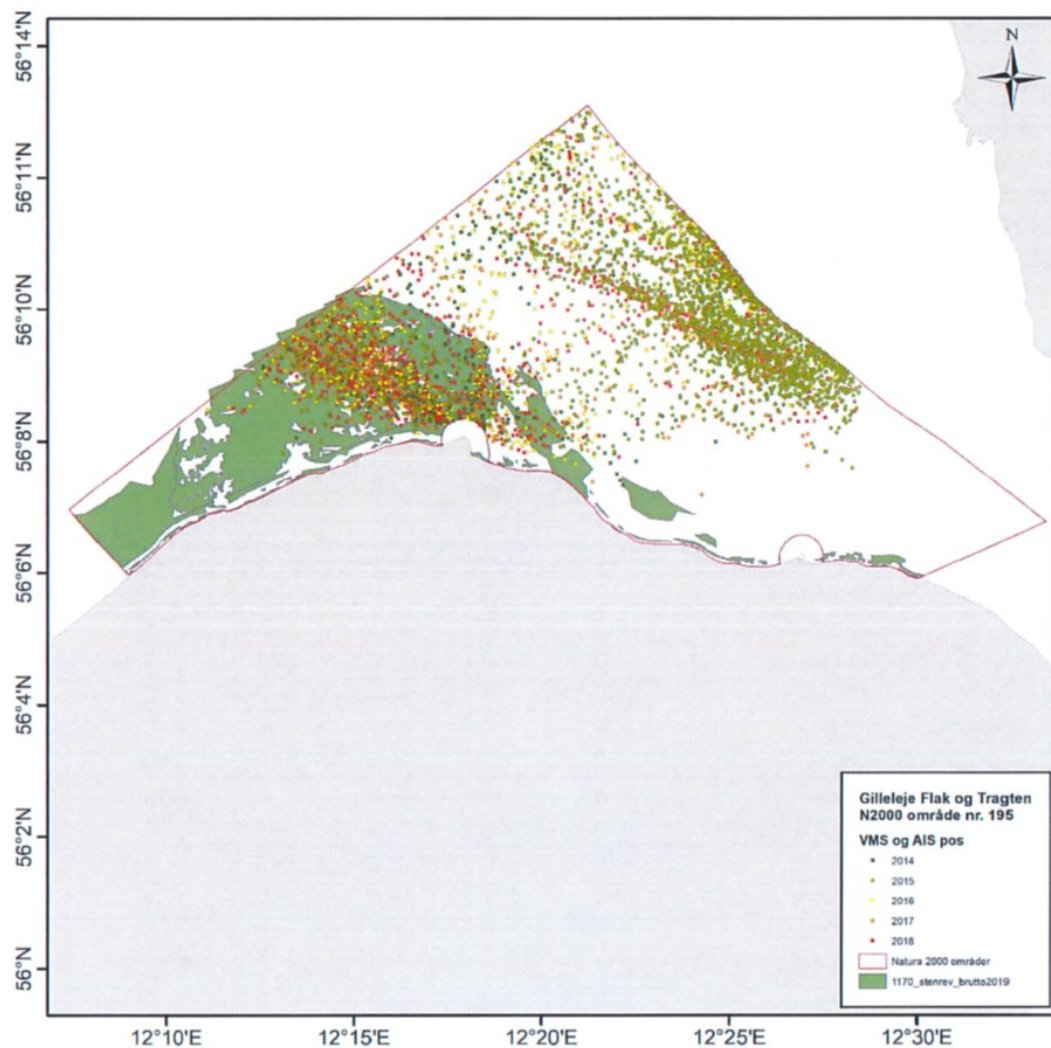 56°14'N
56°11'N
56°10'N
56°8'N
56°6'N
56°4'N
56°2'N
56°N
N
Gilleleje Flak og Tragten
N2000 område nr. 195
VMS og AIS pos
2014
2015
2016
2017
2018
Natura 2000 områder
1170_stenrev_brutto2019
12°10'E
12°15'E
12°20'E
12°25'E
12°30'E